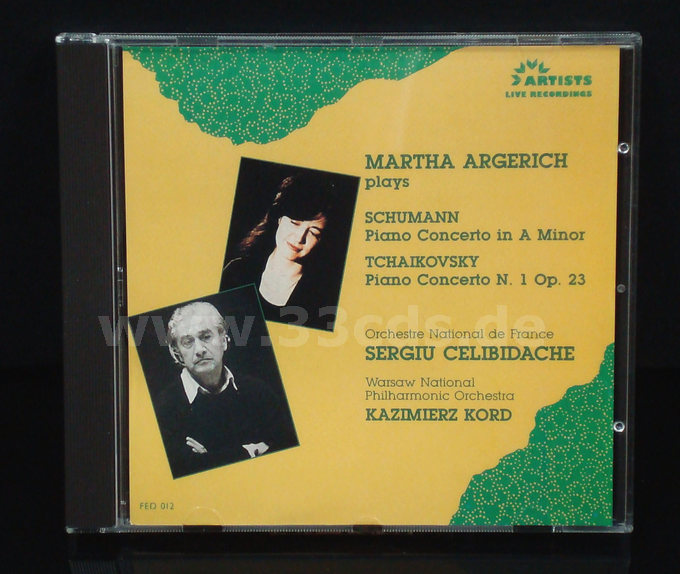 ARTISTS
LIVE RECORDINGS
MARTHA ARGERICH
plays
SCHUMANN
Piano Concerto in A Minor
TCHAIKOVSKY
Piano Concerto N. 1 Op. 23
www.33cds.de
Orchestre National de France
SERGIU CELIBIDACHE
Warsaw National
Philharmonic Orchestra
KAZIMIERZ KORD
FED 012